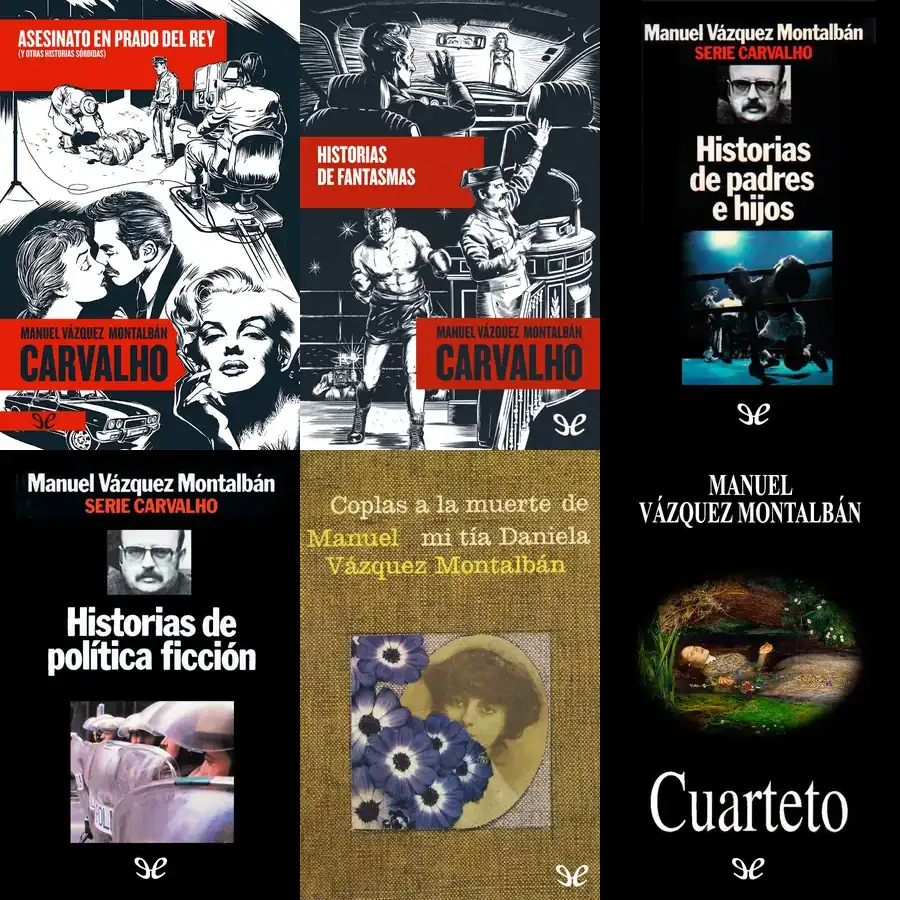 ASESINATO EN PRADO DEL REY
(Y OTRAS HISTORIAS SÓRDIDAS)
MANUEL VÁZQUEZ MONTALBÁN
CARVALHO
HISTORIAS
DE FANTASMAS
MANUEL VÁZQUEZ MONTALBÁN
CARVALHO
Manuel Vázquez Montalbán
SERIE CARVALHO
Historias
de padres
e hijos
Manuel Vázquez Montalbán
SERIE CARVALHO
Historias de
política ficción
Coplas a la muerte de
Manuel mi tía Daniela
Vázquez Montalbán
MANUEL
VÁZQUEZ MONTALBÁN
Cuarteto